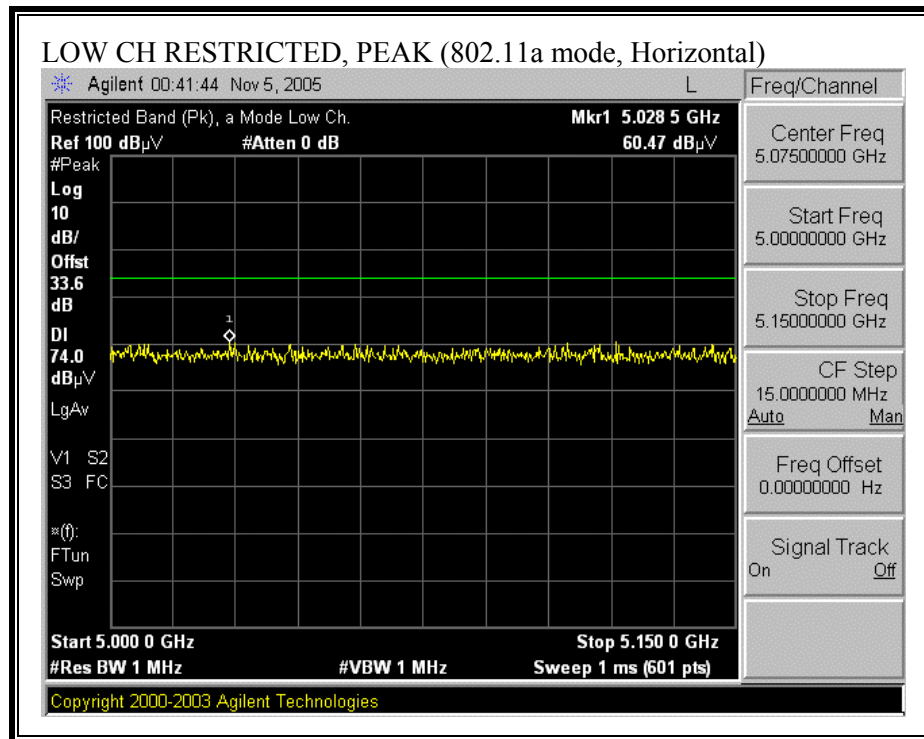 LOW CH RESTRICTED, PEAK (802.11a mode, Horizontal)
Agilent 00:41:44 Nov 5, 2005 L
Freq/Channel
Restricted Band (Pk), a Mode Low Ch. Mkr1 5.028 5 GHz
Ref 100 dBµV #Atten 0 dB 60.47 dBµV
#Peak
Log
10
dB/
Offst
33.6
dB
DI
74.0
dBµV
LgAv
V1 S2
S3 FC
¤(f):
FTun
Swp
1
Start 5.000 0 GHz Stop 5.150 0 GHz
#Res BW 1 MHz #VBW 1 MHz Sweep 1 ms (601 pts)
Center Freq
5.07500000 GHz
Start Freq
5.00000000 GHz
Stop Freq
5.15000000 GHz
CF Step
15.0000000 MHz
Auto Man
Freq Offset
0.00000000 Hz
Signal Track
On Off
Copyright 2000-2003 Agilent Technologies